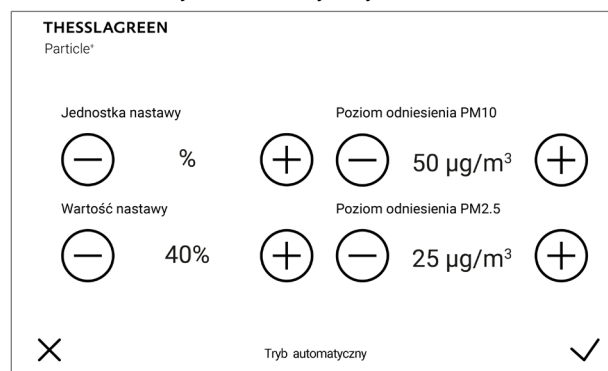 THESSLAGREEN
Particle⁺
Jednostka nastawy
%
Poziom odniesienia PM10
50 µg/m³
Wartość nastawy
40%
Poziom odniesienia PM2.5
25 µg/m³
Tryb automatyczny